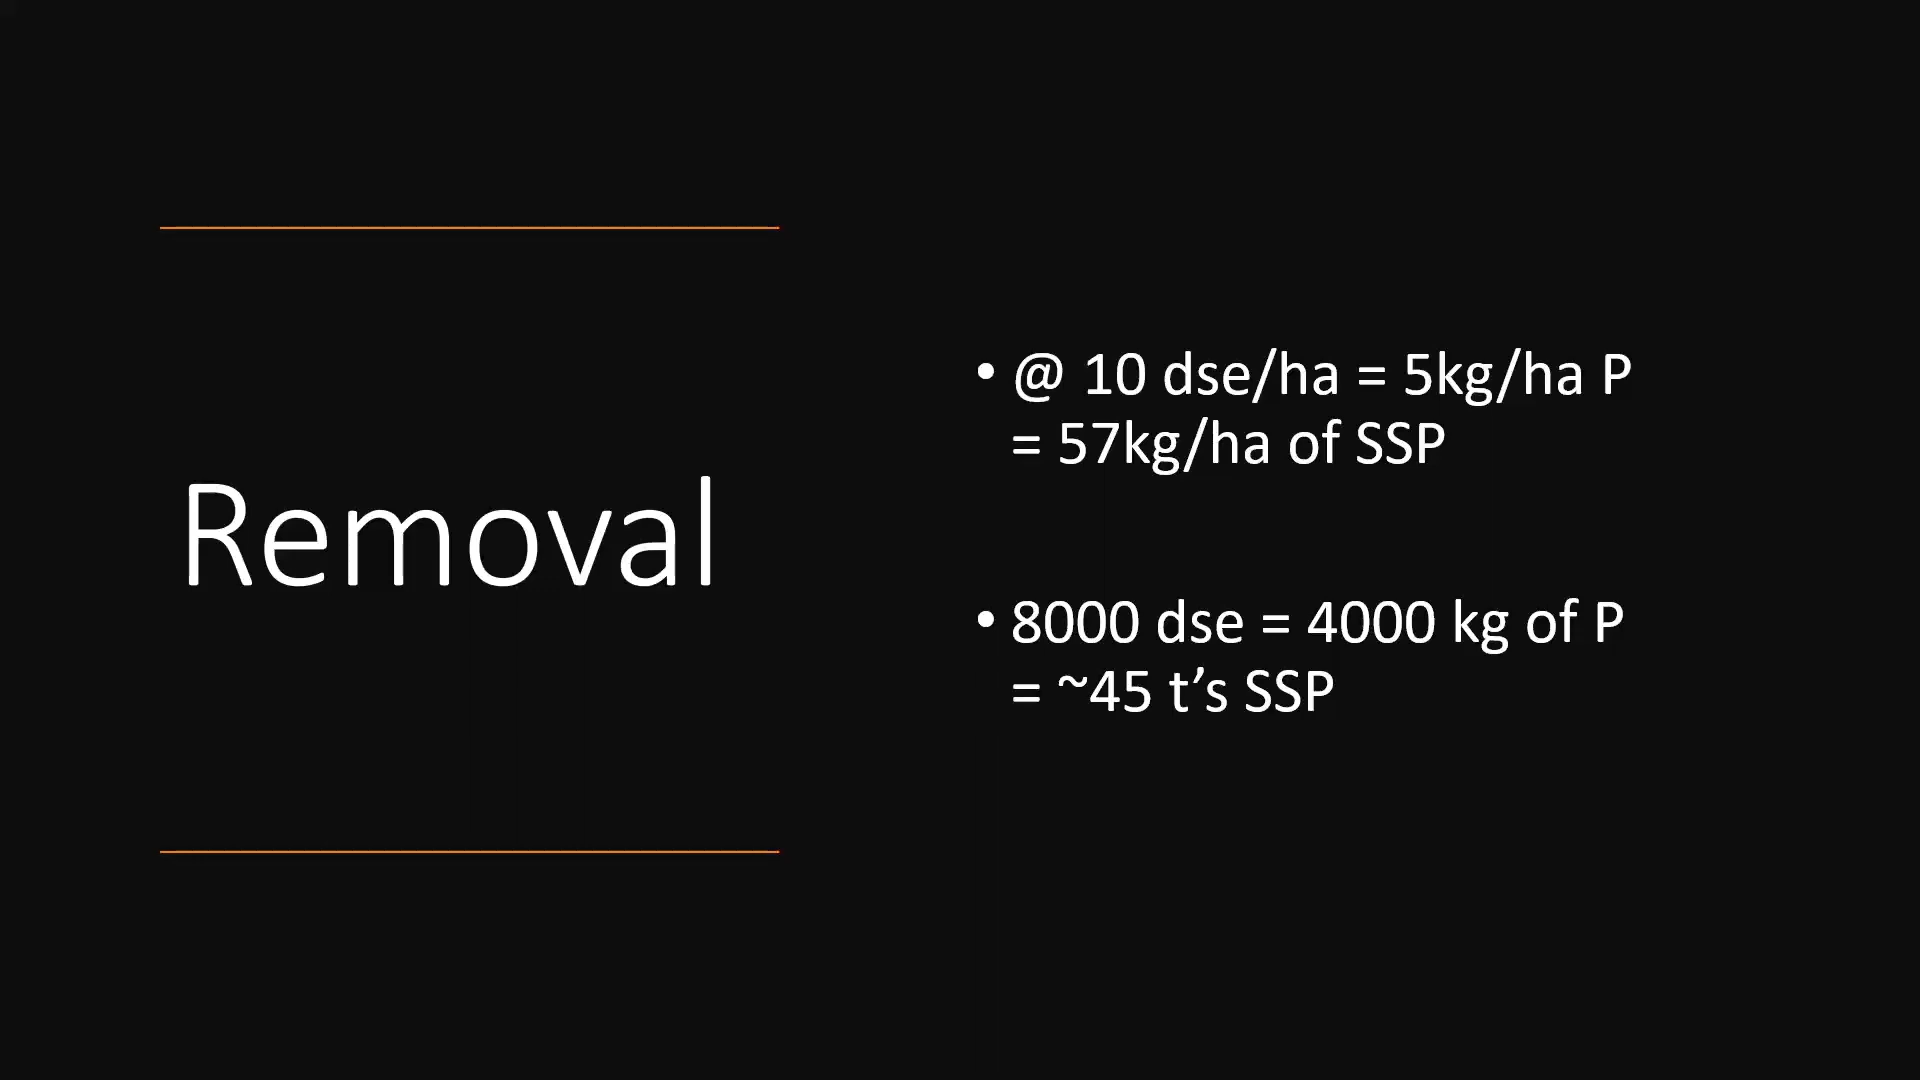 Removal
• @ 10 dse/ha = 5kg/ha P
= 57kg/ha of SSP
• 8000 dse = 4000 kg of P
= ~45 t’s SSP